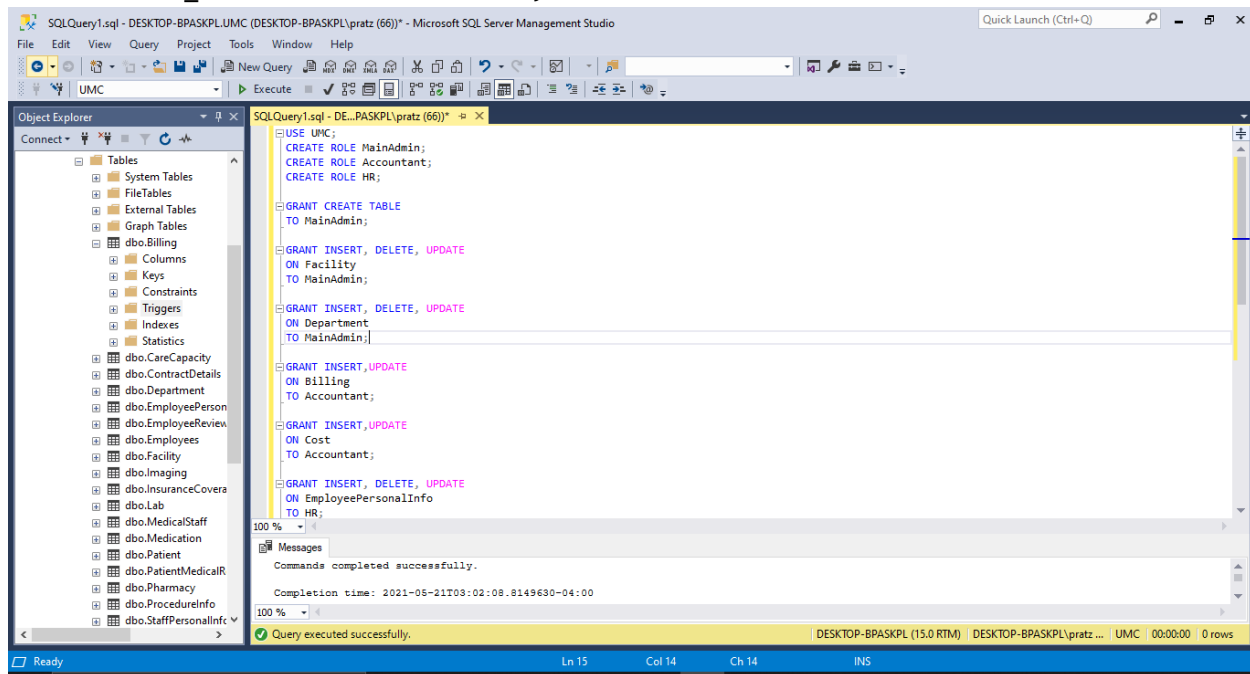 SQLQuery1.sql - DESKTOP-BPASKPL.UMC (DESKTOP-BPASKPL\pratz (66))* - Microsoft SQL Server Management Studio
Quick Launch (Ctrl+Q)
File Edit View Query Project Tools Window Help
New Query MDX DMX XMLA DAX
UMC
Execute
Object Explorer
Connect
Tables
System Tables
FileTables
External Tables
Graph Tables
dbo.Billing
Columns
Keys
Constraints
Triggers
Indexes
Statistics
dbo.CareCapacity
dbo.ContractDetails
dbo.Department
dbo.EmployeePerson
dbo.EmployeeReview
dbo.Employees
dbo.Facility
dbo.Imaging
dbo.InsuranceCovera
dbo.Lab
dbo.MedicalStaff
dbo.Medication
dbo.Patient
dbo.PatientMedicalR
dbo.Pharmacy
dbo.ProcedureInfo
dbo.StaffPersonalInfo
SQLQuery1.sql - DE...PASKPL\pratz (66))*
USE UMC;
CREATE ROLE MainAdmin;
CREATE ROLE Accountant;
CREATE ROLE HR;
GRANT CREATE TABLE
TO MainAdmin;
GRANT INSERT, DELETE, UPDATE
ON Facility
TO MainAdmin;
GRANT INSERT, DELETE, UPDATE
ON Department
TO MainAdmin;
GRANT INSERT,UPDATE
ON Billing
TO Accountant;
GRANT INSERT,UPDATE
ON Cost
TO Accountant;
GRANT INSERT, DELETE, UPDATE
ON EmployeePersonalInfo
TO HR;
100 %
Messages
Commands completed successfully.
Completion time: 2021-05-21T03:02:08.8149630-04:00
100 %
Query executed successfully.
DESKTOP-BPASKPL (15.0 RTM) DESKTOP-BPASKPL\pratz ... UMC 00:00:00 0 rows
Ready
Ln 15 Col 14 Ch 14 INS